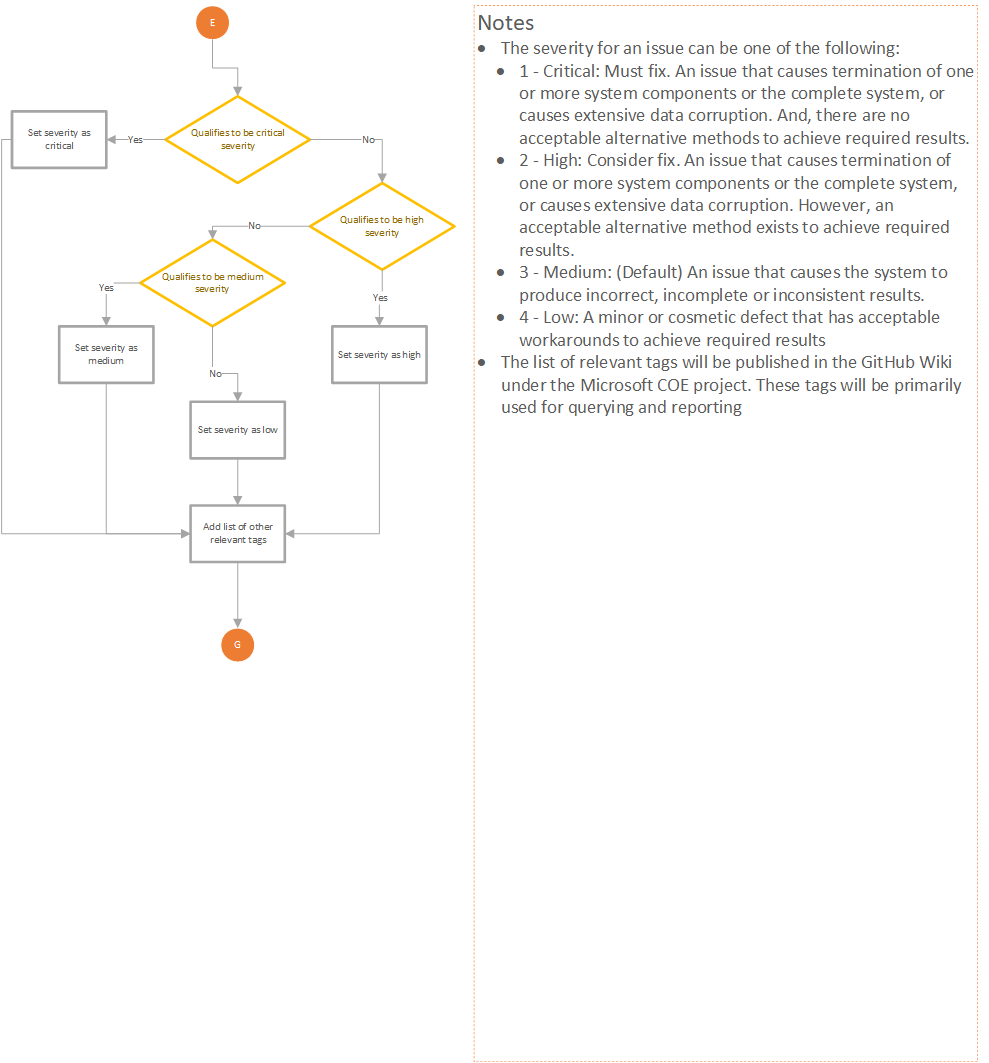 E
Qualifies to be critical
severity
Yes
No
Set severity as
critical
Qualifies to be high
severity
No
Yes
Qualifies to be medium
severity
Yes
No
Set severity as
medium
Set severity as high
Set severity as low
Add list of other
relevant tags
G
Notes
• The severity for an issue can be one of the following:
• 1 - Critical: Must fix. An issue that causes termination of one
or more system components or the complete system, or
causes extensive data corruption. And, there are no
acceptable alternative methods to achieve required results.
• 2 - High: Consider fix. An issue that causes termination of
one or more system components or the complete system,
or causes extensive data corruption. However, an
acceptable alternative method exists to achieve required
results.
• 3 - Medium: (Default) An issue that causes the system to
produce incorrect, incomplete or inconsistent results.
• 4 - Low: A minor or cosmetic defect that has acceptable
workarounds to achieve required results
• The list of relevant tags will be published in the GitHub Wiki
under the Microsoft COE project. These tags will be primarily
used for querying and reporting